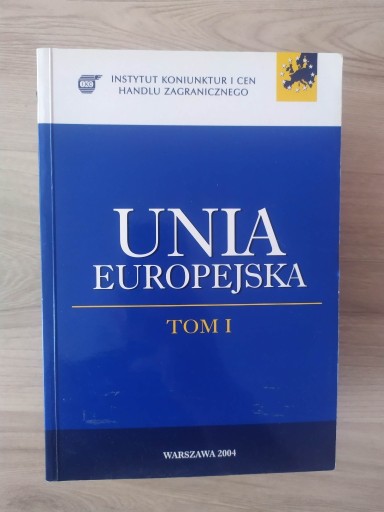 INSTYTUT KONIUNKTUR I CEN
HANDLU ZAGRANICZNEGO
UNIA
EUROPEJSKA
TOM I
WARSZAWA 2004